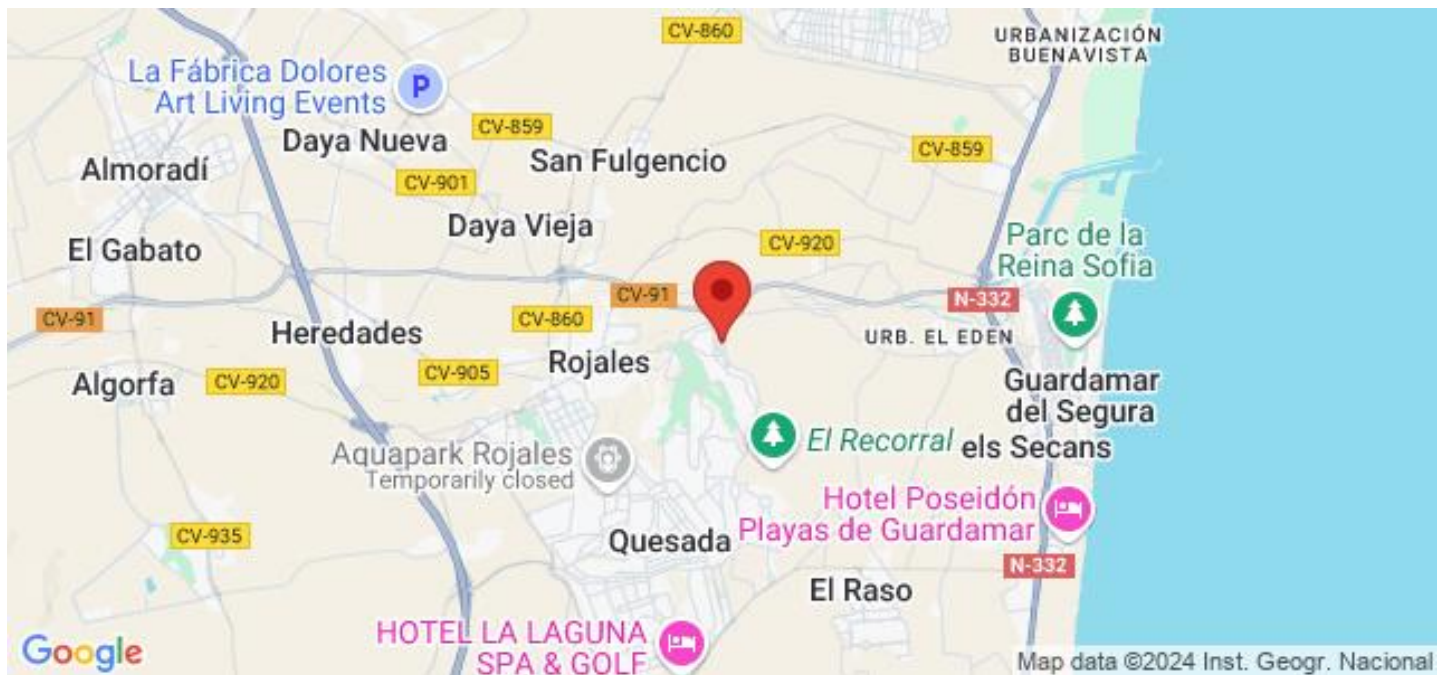 CV-860
URBANIZACIÓN
BUENAVISTA
La Fábrica Dolores
Art Living Events
P
Daya Nueva
CV-859
San Fulgencio
CV-859
Almoradí
CV-901
Daya Vieja
El Gabato
CV-920
Parc de la
Reina Sofia
CV-91
N-332
CV-91
CV-860
Heredades
URB. EL EDEN
Rojales
CV-905
Algorfa
CV-920
Guardamar
del Segura
El Recorral
els Secans
Aquapark Rojales
Temporarily closed
Hotel Poseidón
Playas de Guardamar
CV-935
Quesada
N-332
El Raso
HOTEL LA LAGUNA
SPA & GOLF
Google
Map data ©2024 Inst. Geogr. Nacional